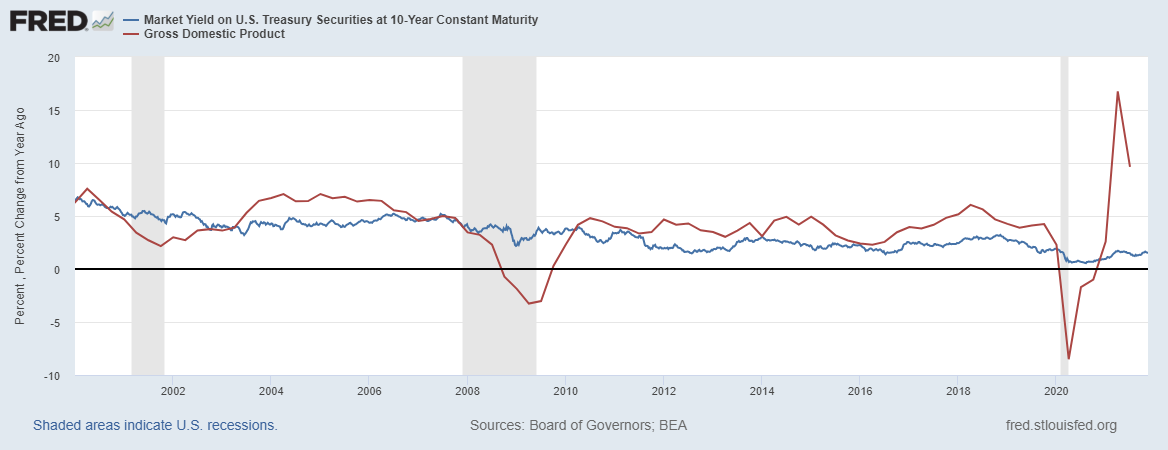 FRED
Market Yield on U.S. Treasury Securities at 10-Year Constant Maturity
Gross Domestic Product
Percent , Percent Change from Year Ago
20
15
10
5
0
-5
-10
2002 2004 2006 2008 2010 2012 2014 2016 2018 2020
Shaded areas indicate U.S. recessions. Sources: Board of Governors; BEA fred.stlouisfed.org